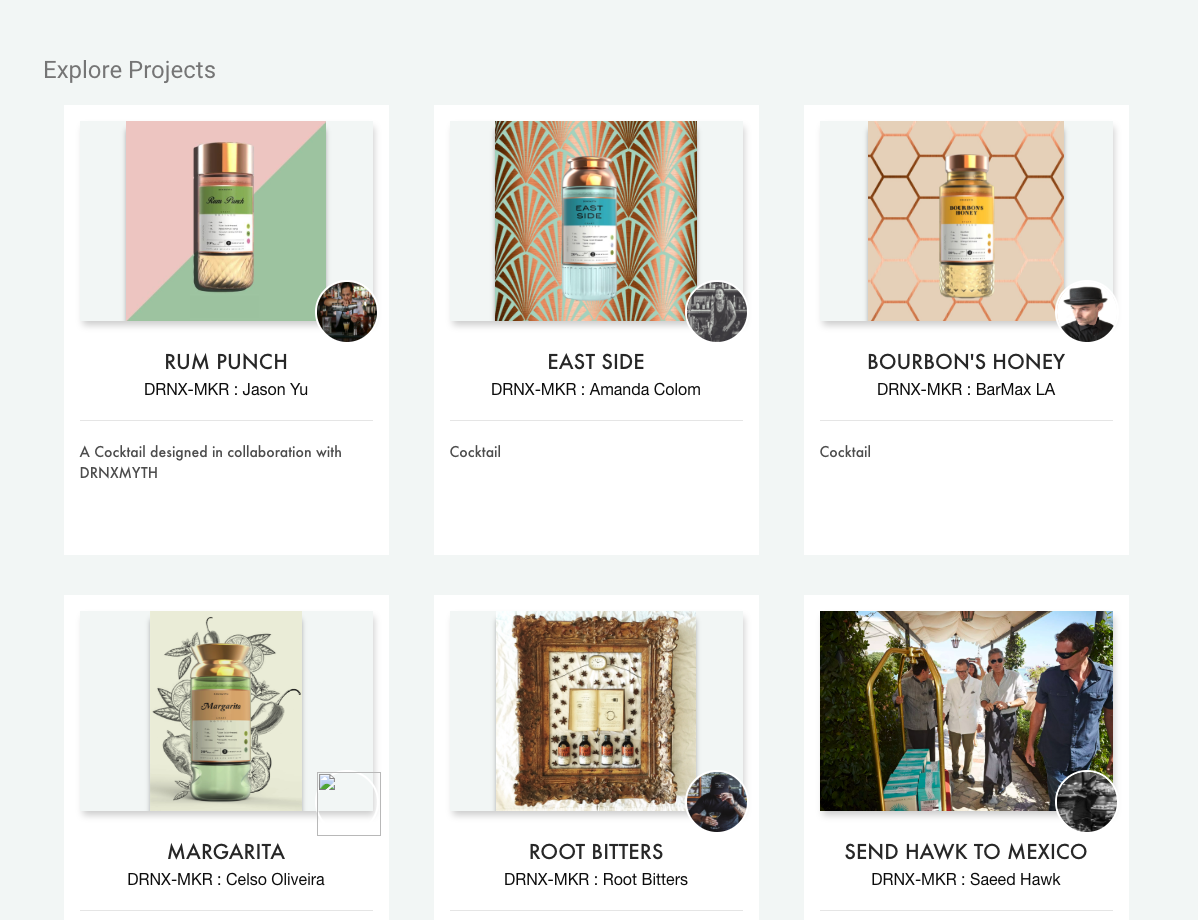 Explore Projects
Rum Punch
EAST
SIDE
BOURBON'S
HONEY
RUM PUNCH
DRNX-MKR : Jason Yu
EAST SIDE
DRNX-MKR : Amanda Colom
BOURBON'S HONEY
DRNX-MKR : BarMax LA
A Cocktail designed in collaboration with
DRNXMYTH
Cocktail
Cocktail
Margarita
MARGARITA
DRNX-MKR : Celso Oliveira
ROOT BITTERS
DRNX-MKR : Root Bitters
SEND HAWK TO MEXICO
DRNX-MKR : Saeed Hawk